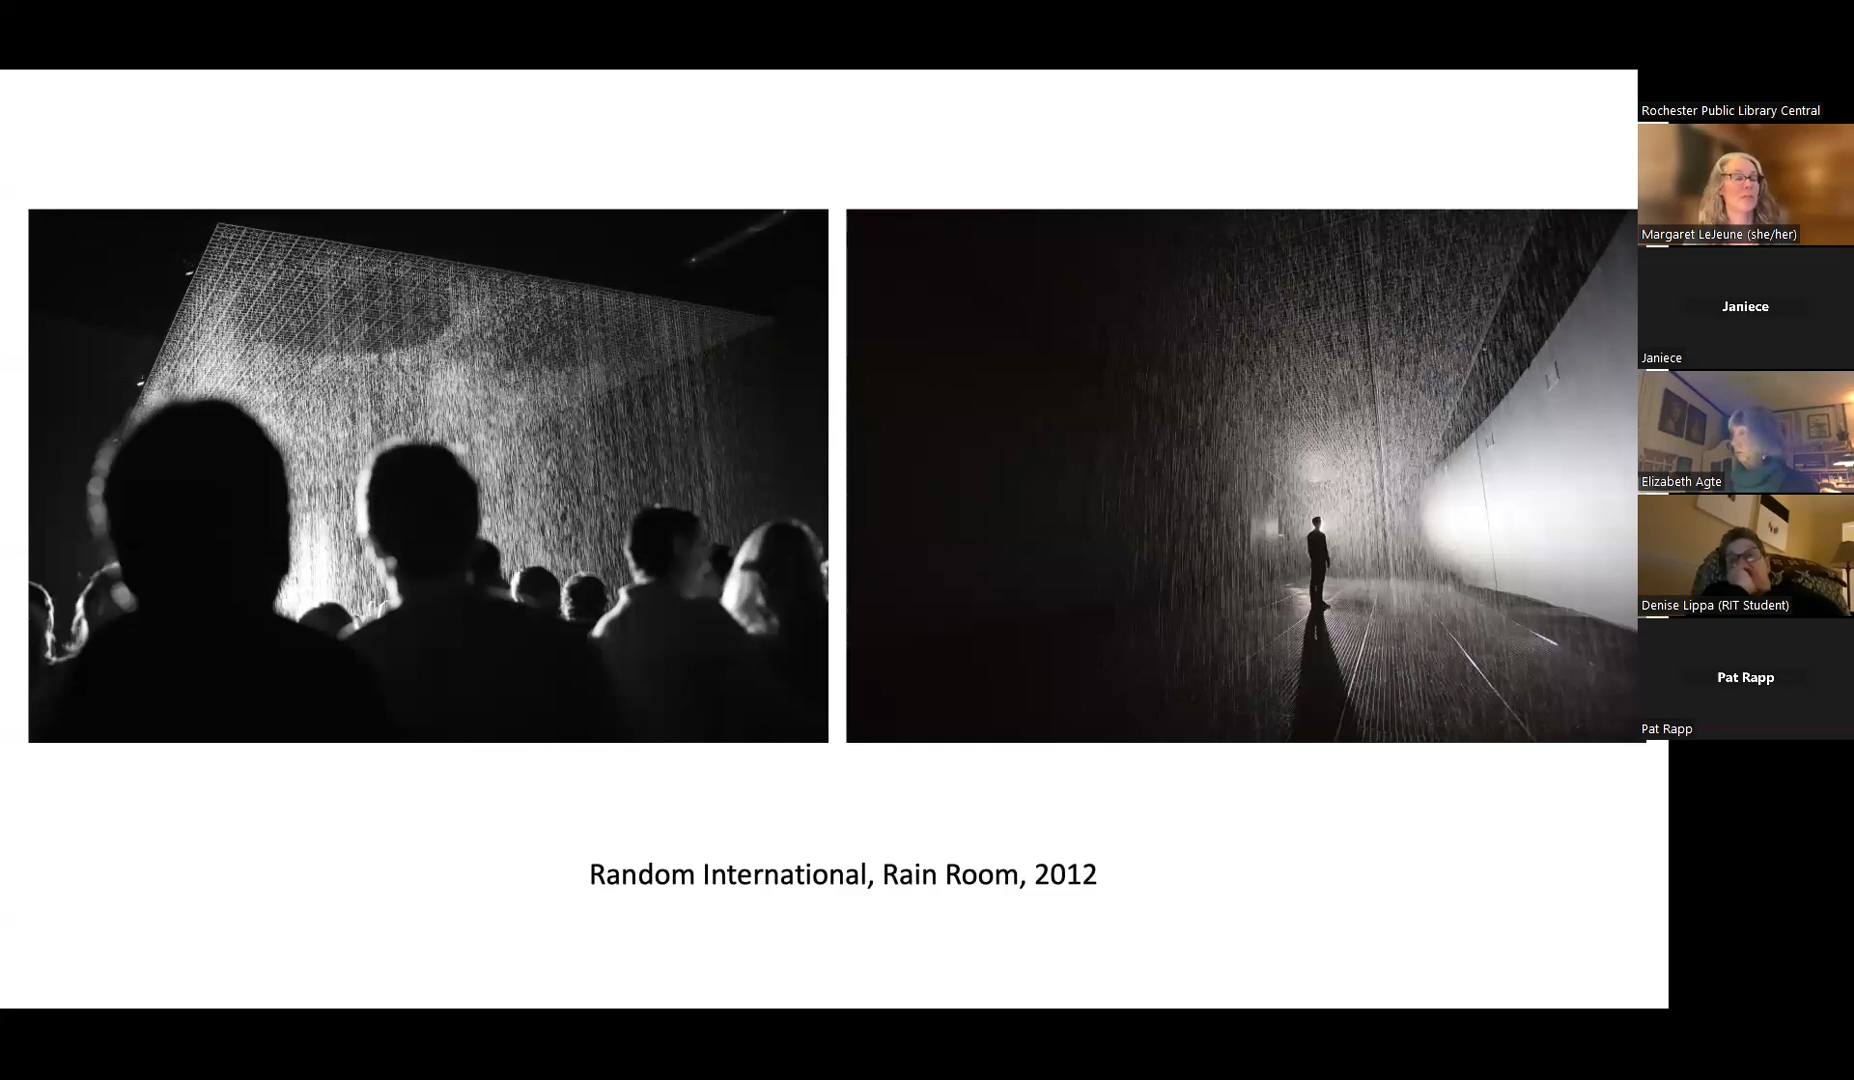 Rochester Public Library Central
Margaret LeJeune (she/her)
Janiece
Janiece
Elizabeth Agte
Denise Lippa (RIT Student)
Pat Rapp
Pat Rapp
Random International, Rain Room, 2012